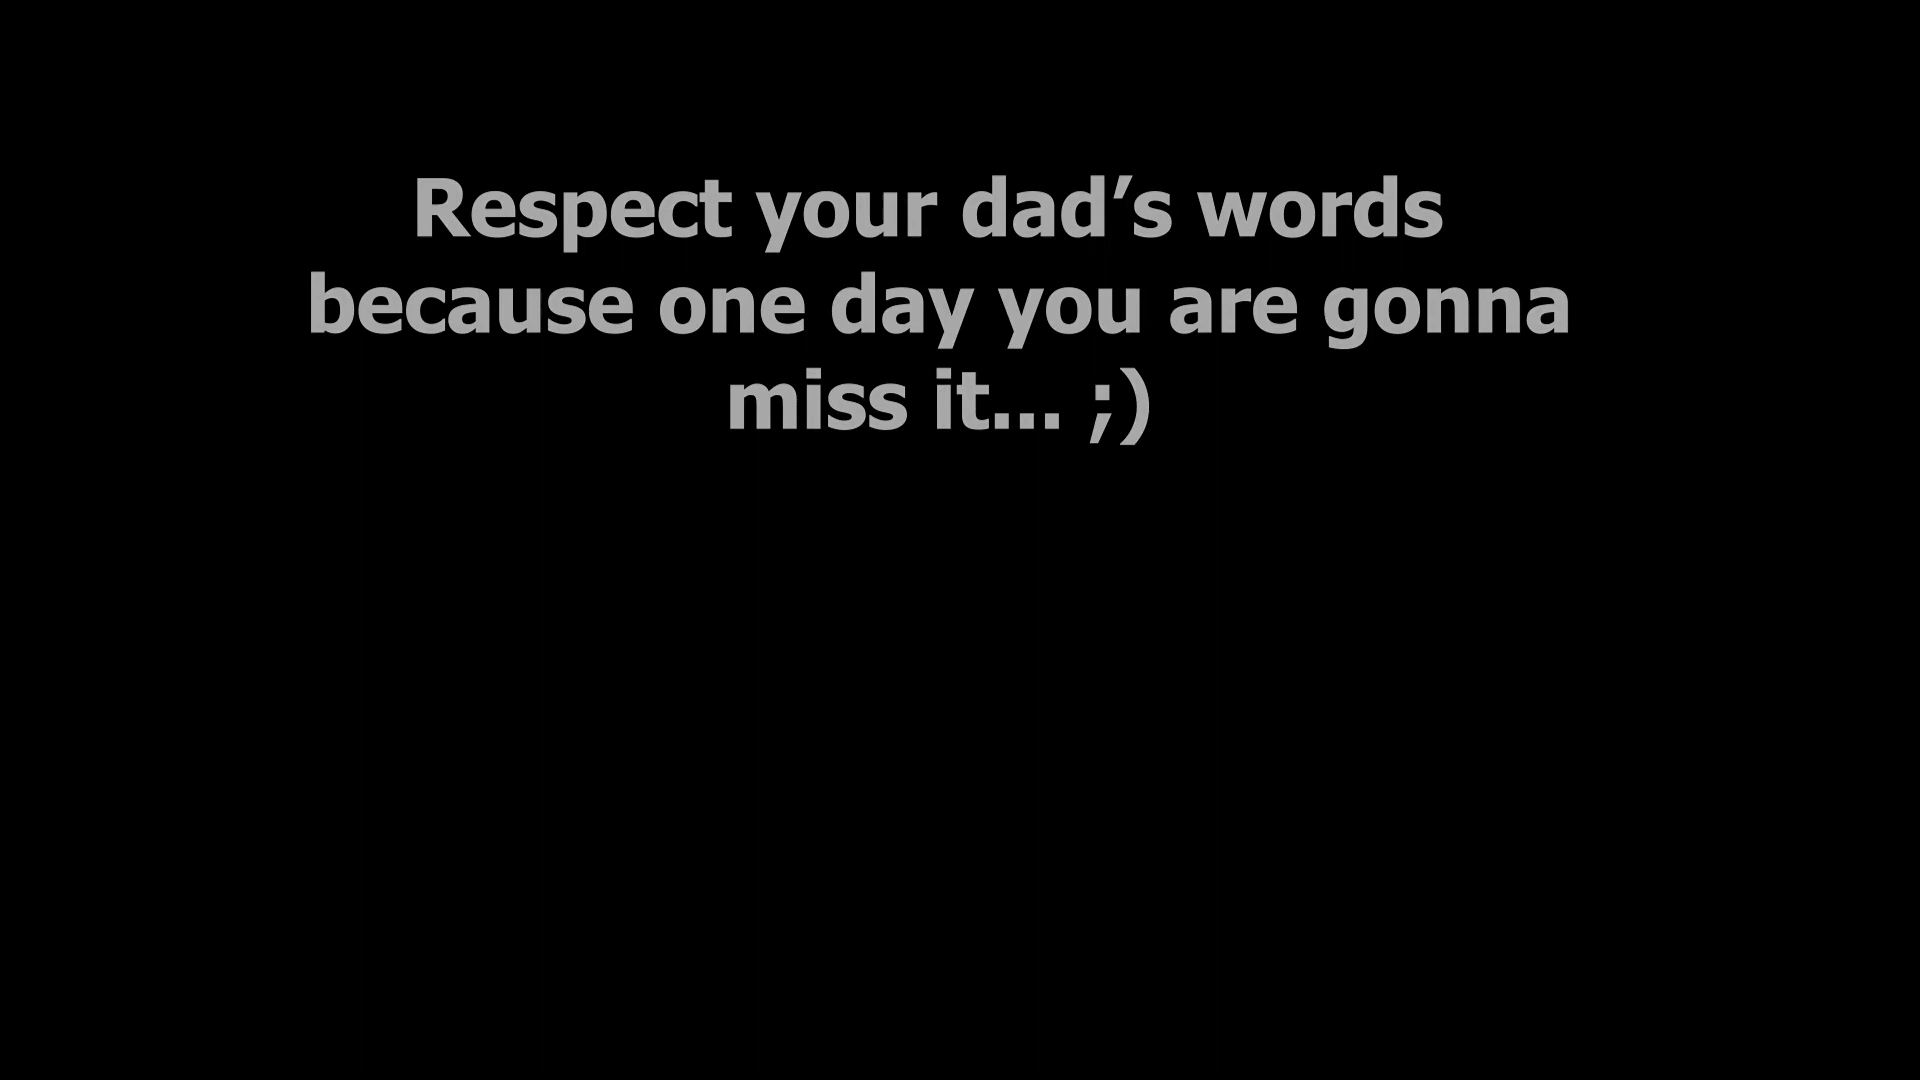 Respect your dad’s words
because one day you are gonna
miss it... ;)